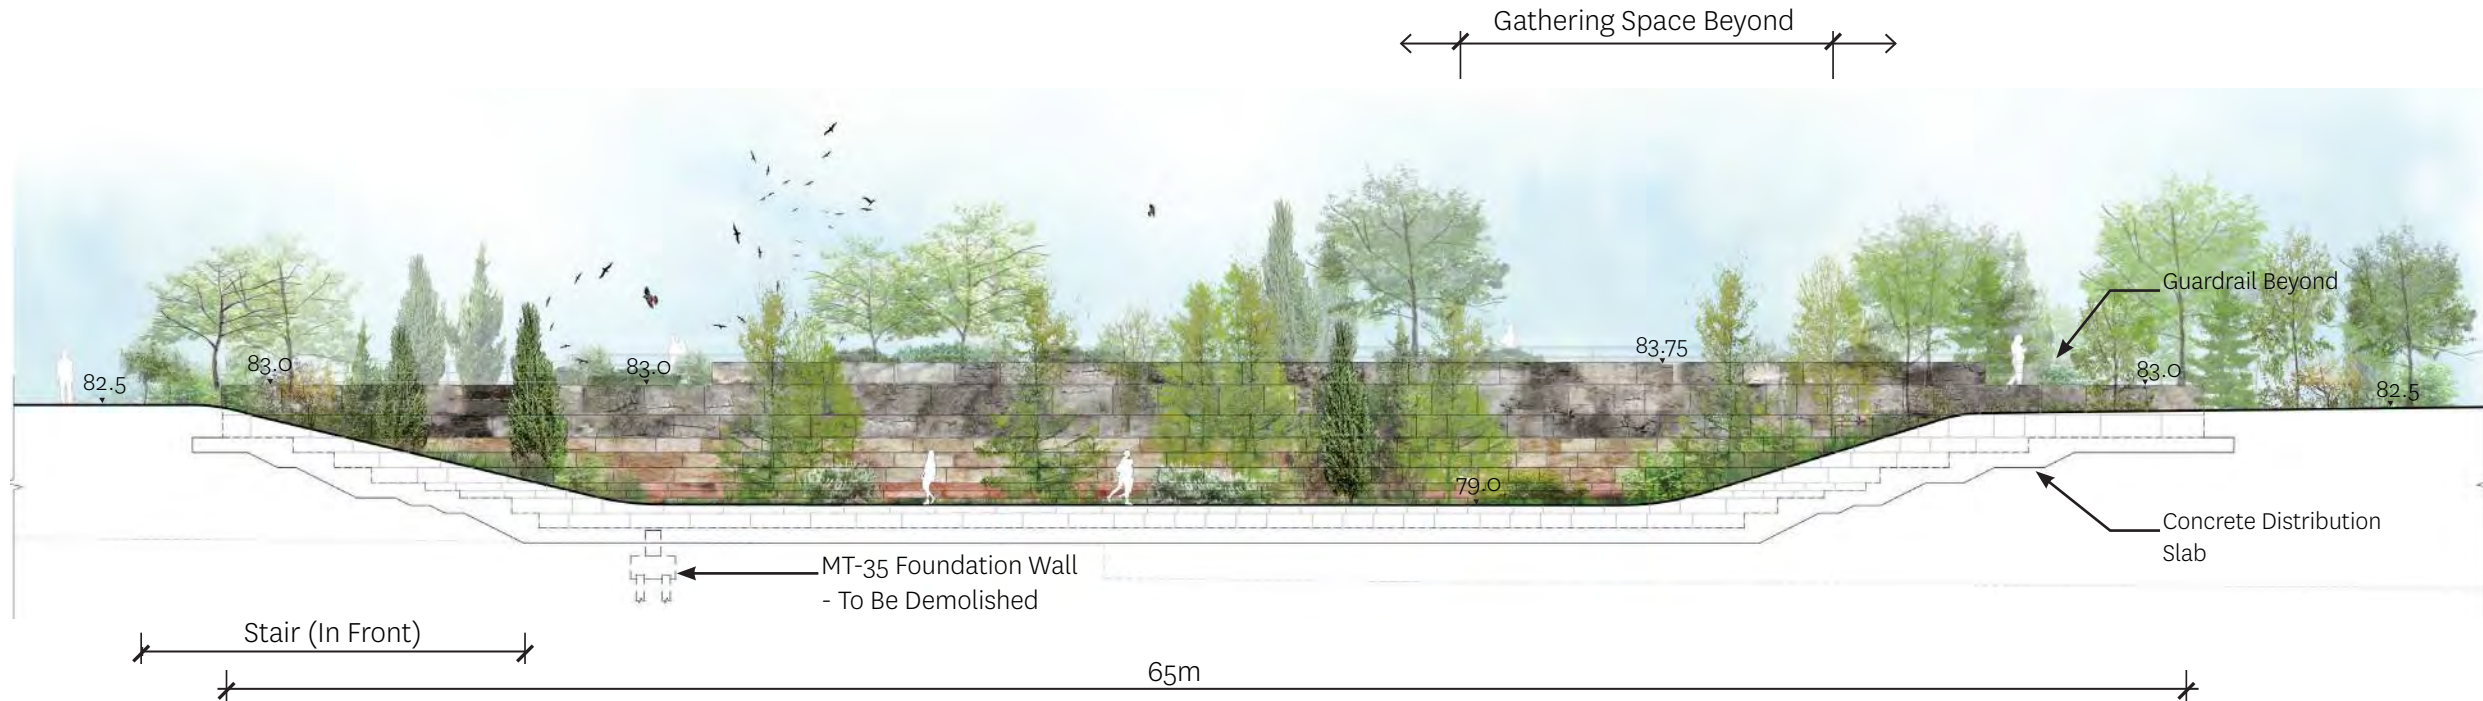 Gathering Space Beyond
Guardrail Beyond
83.75
83.0
83.0
83.0
82.5
82.5
79.0
Concrete Distribution
Slab
MT-35 Foundation Wall
- To Be Demolished
Stair (In Front)
65m